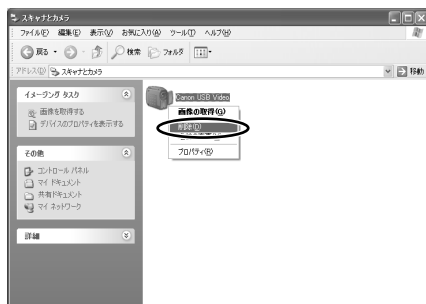 スキャナとカメラ
ファイル(F) 編集(E) 表示(V) お気に入り(A) ツール(T) ヘルプ(H)
戻る 検索 フォルダ
アドレス(D) スキャナとカメラ 移動
イメージング タスク
画像を取得する
デバイスのプロパティを表示する
その他
コントロール パネル
マイ ドキュメント
共有ドキュメント
マイ ネットワーク
詳細
Canon USB Video
画像の取得(G)
削除(D)
プロパティ(R)